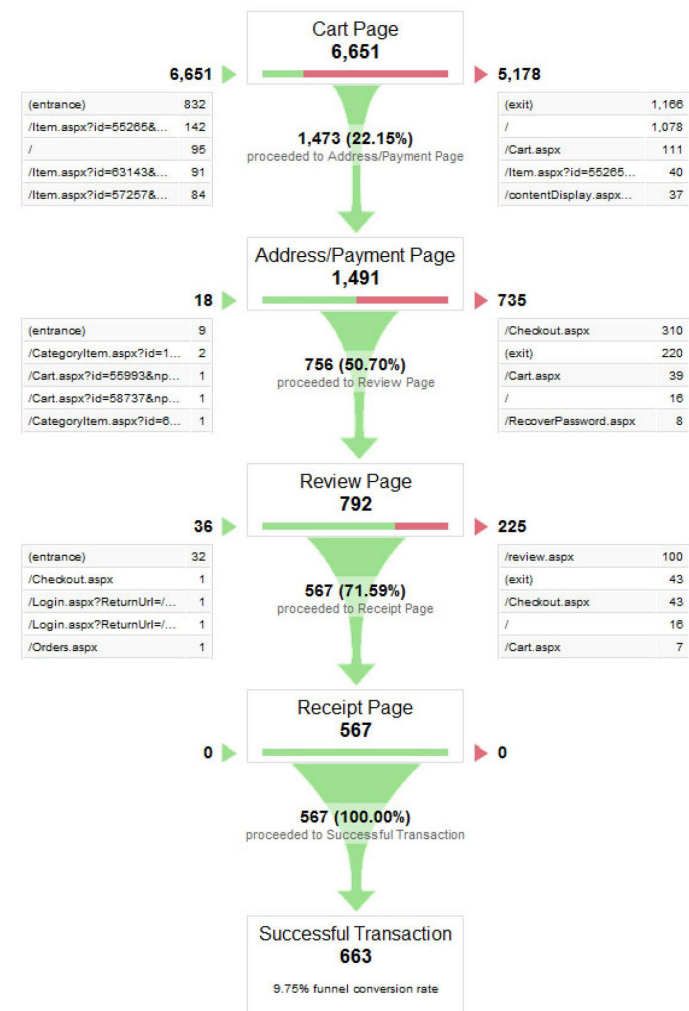 Cart Page
6,651
6,651
5,178
(entrance) 832
/Item.aspx?id=55265&... 142
/ 95
/Item.aspx?id=63143&... 91
/Item.aspx?id=57257&... 84
(exit) 1,166
/ 1,078
/Cart.aspx 111
/Item.aspx?id=55265... 40
/contentDisplay.aspx... 37
1,473 (22.15%)
proceeded to Address/Payment Page
Address/Payment Page
1,491
18
735
(entrance) 9
/CategoryItem.aspx?id=1... 2
/Cart.aspx?id=55993&np... 1
/Cart.aspx?id=58737&np... 1
/CategoryItem.aspx?id=6... 1
/Checkout.aspx 310
(exit) 220
/Cart.aspx 39
/ 16
/RecoverPassword.aspx 8
756 (50.70%)
proceeded to Review Page
Review Page
792
36
225
(entrance) 32
/Checkout.aspx 1
/Login.aspx?ReturnUrl=/... 1
/Login.aspx?ReturnUrl=/... 1
/Orders.aspx 1
/review.aspx 100
(exit) 43
/Checkout.aspx 43
/ 16
/Cart.aspx 7
567 (71.59%)
proceeded to Receipt Page
Receipt Page
567
0
0
567 (100.00%)
proceeded to Successful Transaction
Successful Transaction
663
9.75% funnel conversion rate